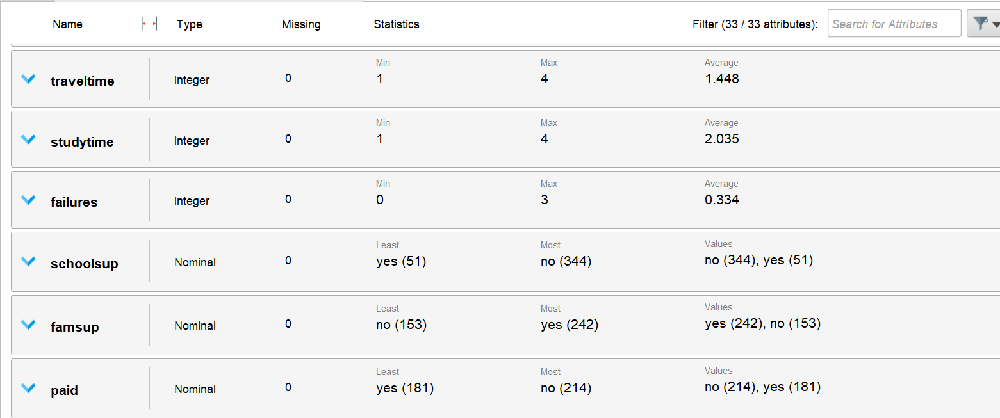 Name Type Missing Statistics Filter (33 / 33 attributes): Search for Attributes
Min Max Average
traveltime Integer 0 1 4 1.448
Min Max Average
studytime Integer 0 1 4 2.035
Min Max Average
failures Integer 0 0 3 0.334
Least Most Values
schoolsup Nominal 0 yes (51) no (344) no (344), yes (51)
Least Most Values
famsup Nominal 0 no (153) yes (242) yes (242), no (153)
Least Most Values
paid Nominal 0 yes (181) no (214) no (214), yes (181)